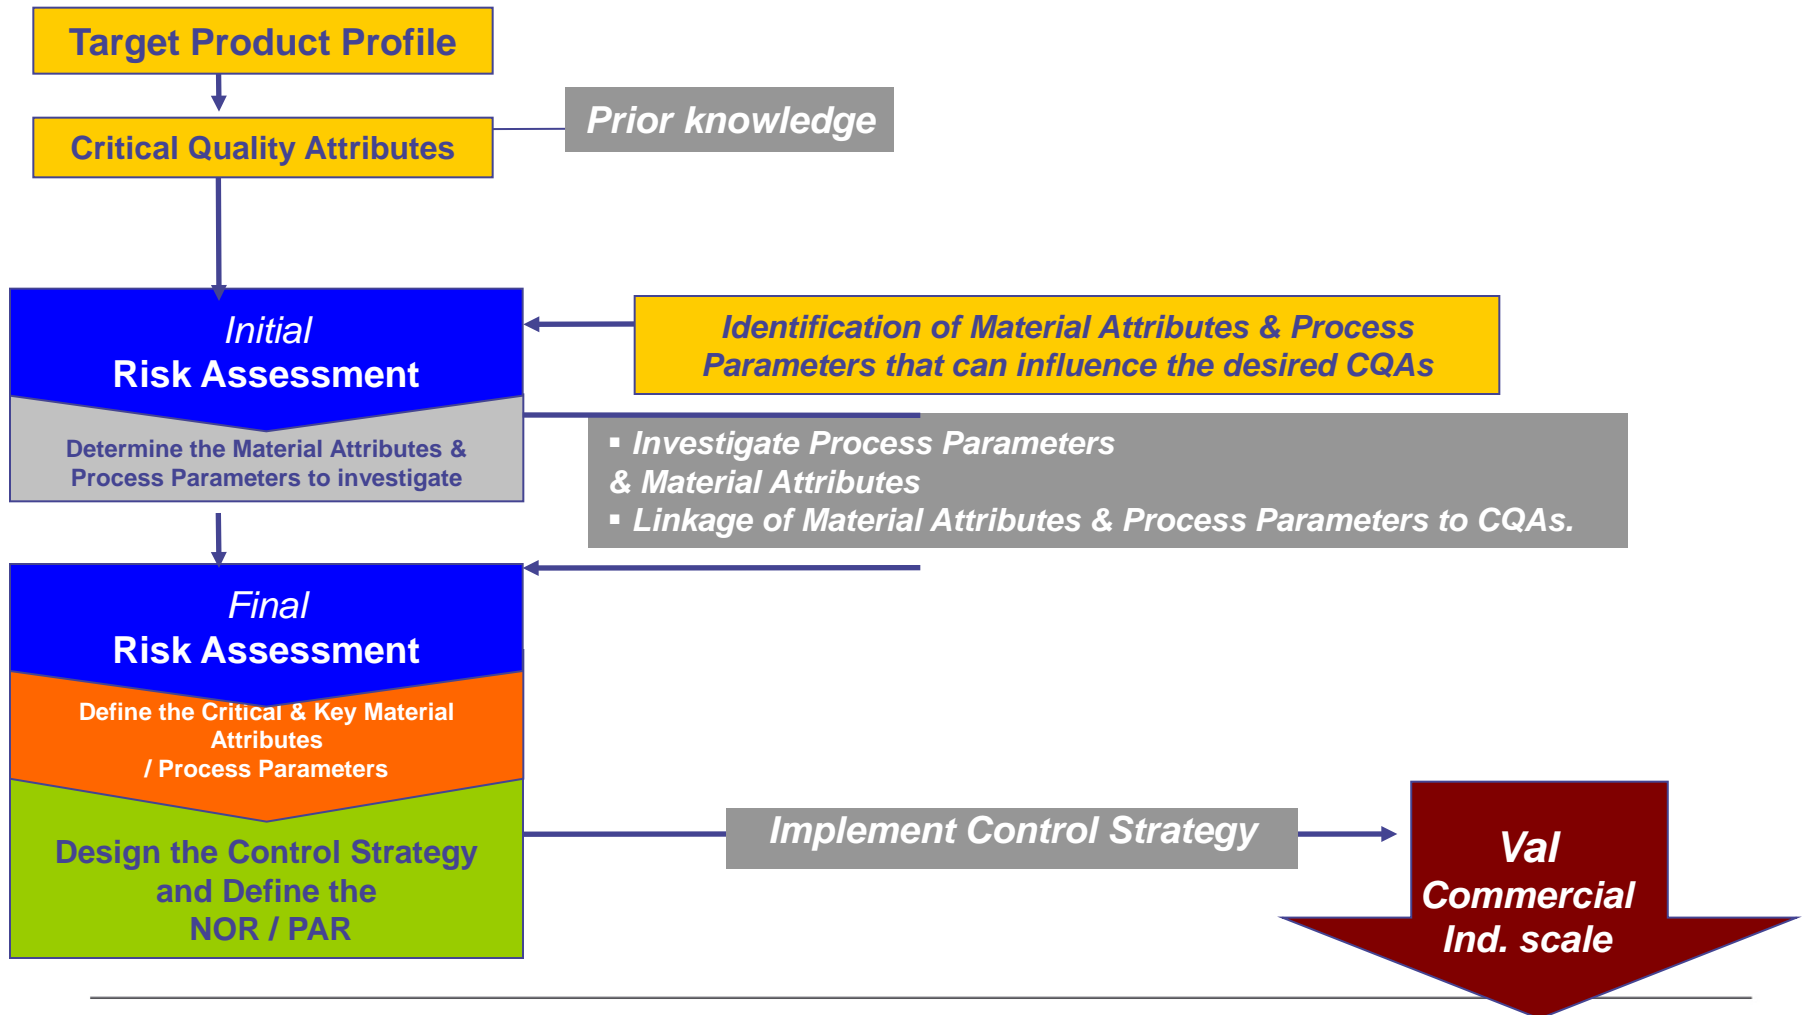 Target Product Profile
Prior knowledge
Critical Quality Attributes
Initial
Risk Assessment
Identification of Material Attributes & Process
Parameters that can influence the desired CQAs
Determine the Material Attributes &
Process Parameters to investigate
▪ Investigate Process Parameters
& Material Attributes
▪ Linkage of Material Attributes & Process Parameters to CQAs.
Final
Risk Assessment
Define the Critical & Key Material
Attributes
/ Process Parameters
Design the Control Strategy
and Define the
NOR / PAR
Implement Control Strategy
Val
Commercial
Ind. scale